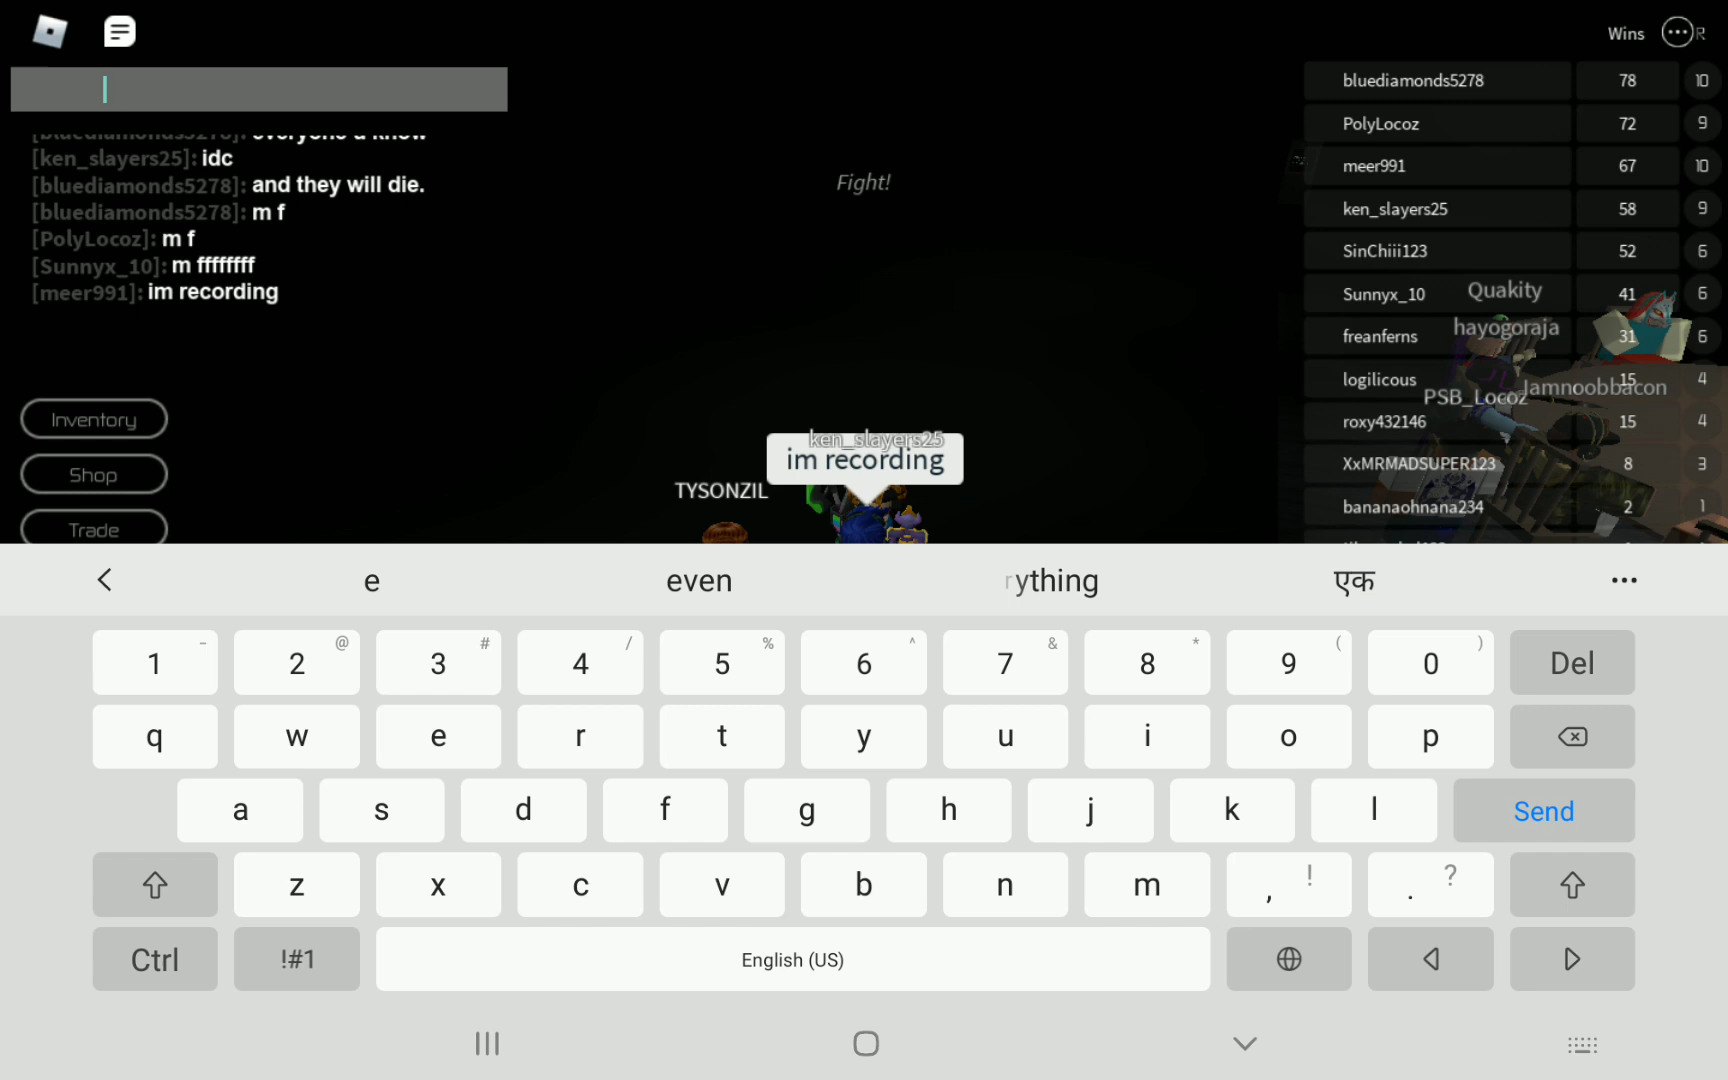 Wins
[bluediamonds5278]: everyone d know
[ken_slayers25]: idc
[bluediamonds5278]: and they will die.
[bluediamonds5278]: m f
[PolyLocoz]: m f
[Sunnyx_10]: m ffffffff
[meer991]: im recording
Fight!
bluediamonds5278 78 10
PolyLocoz 72 9
meer991 67 10
ken_slayers25 58 9
SinChiii123 52 6
Sunnyx_10 41 6
freanferns 31 6
logilicous 15 4
roxy432146 15 4
XxMRMADSUPER123 8 3
bananaohnana234 2 1
Quakity
hayogoraja
Jamnoobbacon
PSB_Locoz
Inventory
Shop
Trade
ken_slayers25
im recording
TYSONZIL
e even rything एक
1 - 2 @ 3 # 4 / 5 % 6 ^ 7 & 8 * 9 ( 0 ) Del
q w e r t y u i o p
a s d f g h j k l Send
z x c v b n m , ! . ?
Ctrl !#1 English (US)